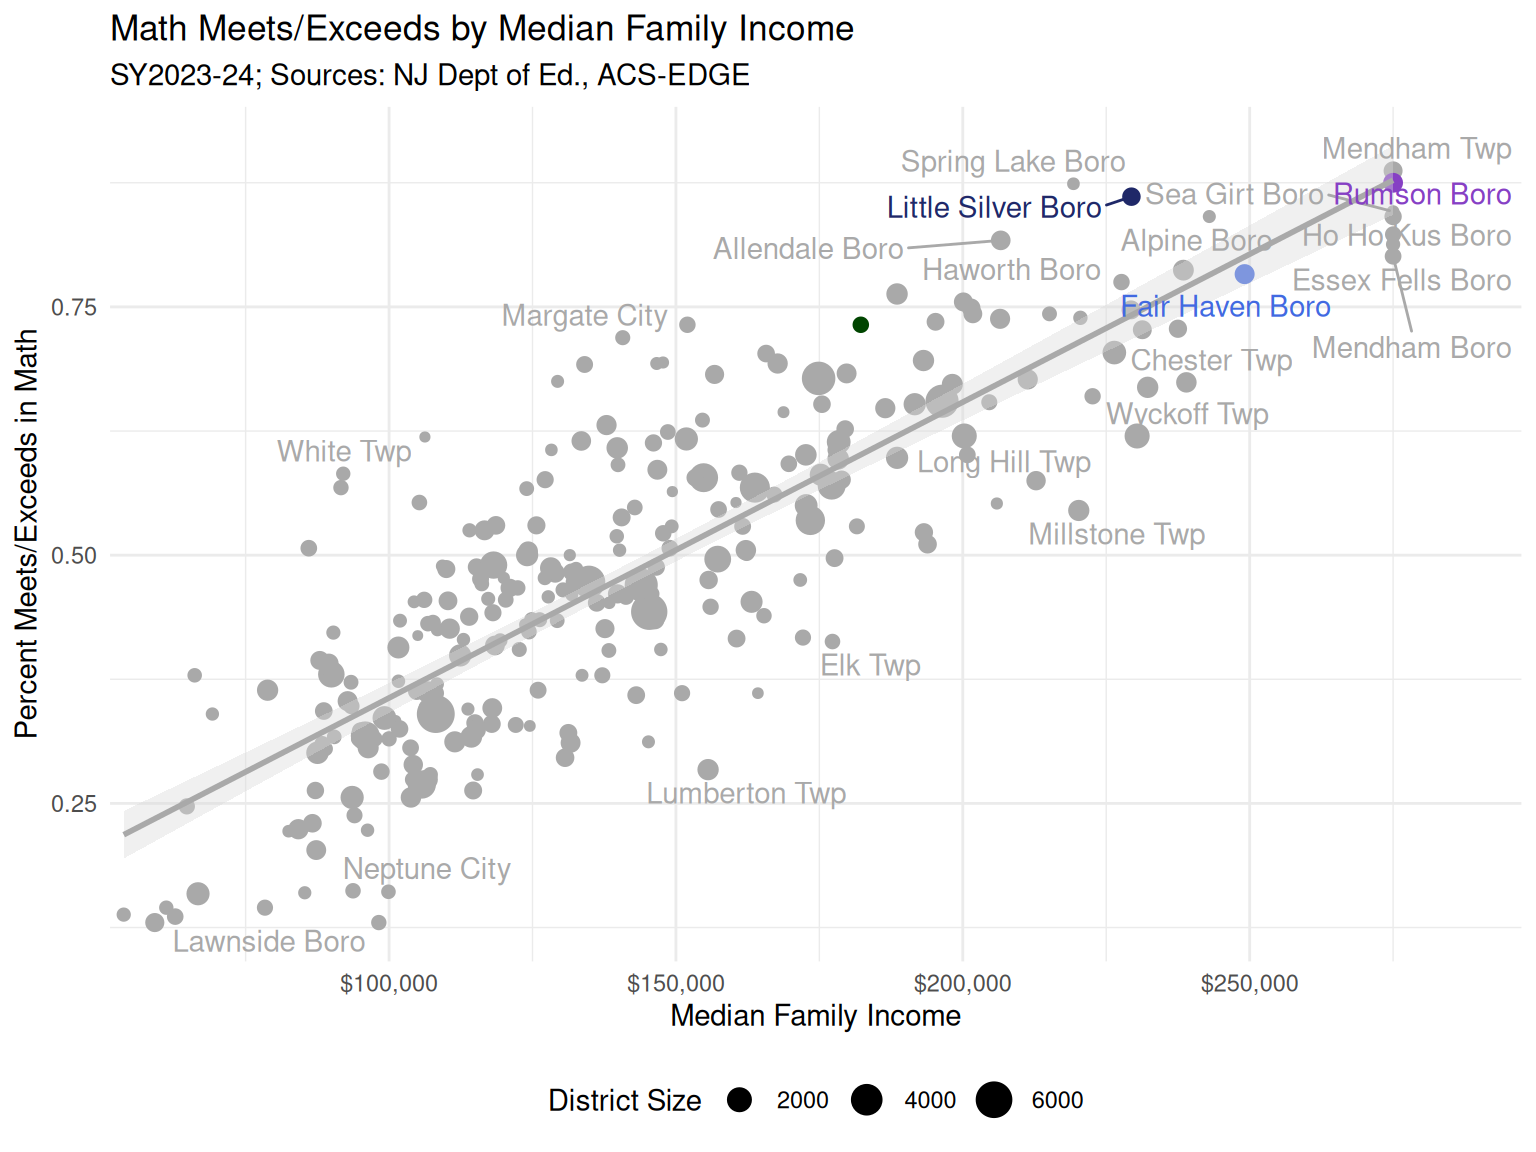 Math Meets/Exceeds by Median Family Income
SY2023-24; Sources: NJ Dept of Ed., ACS-EDGE
Percent Meets/Exceeds in Math
0.75
0.50
0.25
Mendham Twp
Spring Lake Boro
Sea Girt Boro
Rumson Boro
Little Silver Boro
Alpine Boro
Ho Ho Kus Boro
Allendale Boro
Haworth Boro
Essex Fells Boro
Fair Haven Boro
Margate City
Mendham Boro
Chester Twp
Wyckoff Twp
White Twp
Long Hill Twp
Millstone Twp
Elk Twp
Lumberton Twp
Neptune City
Lawnside Boro
$100,000
$150,000
$200,000
$250,000
Median Family Income
District Size
2000
4000
6000